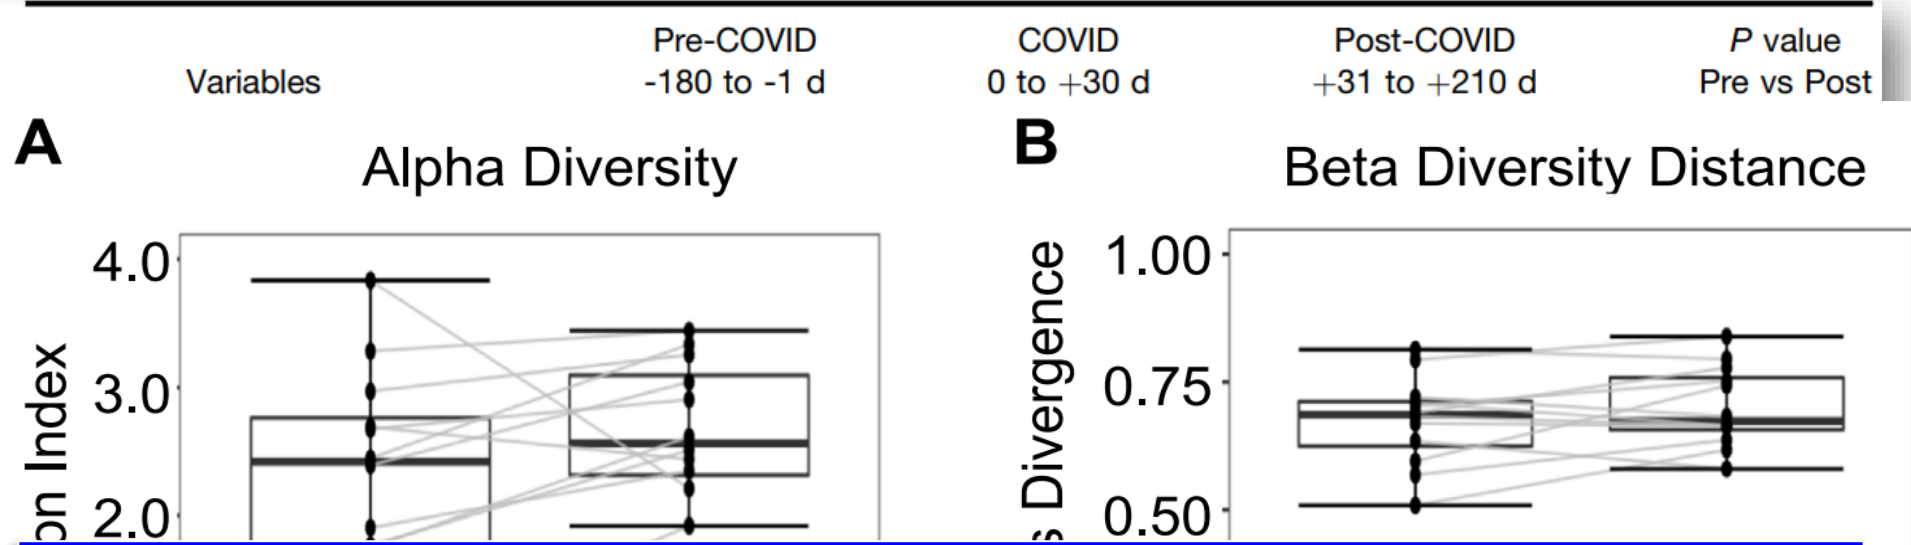 Pre-COVID COVID Post-COVID P value
Variables -180 to -1 d 0 to +30 d +31 to +210 d Pre vs Post
A
Alpha Diversity
4.0
3.0
2.0
Index
B
Beta Diversity Distance
1.00
0.75
0.50
Divergence